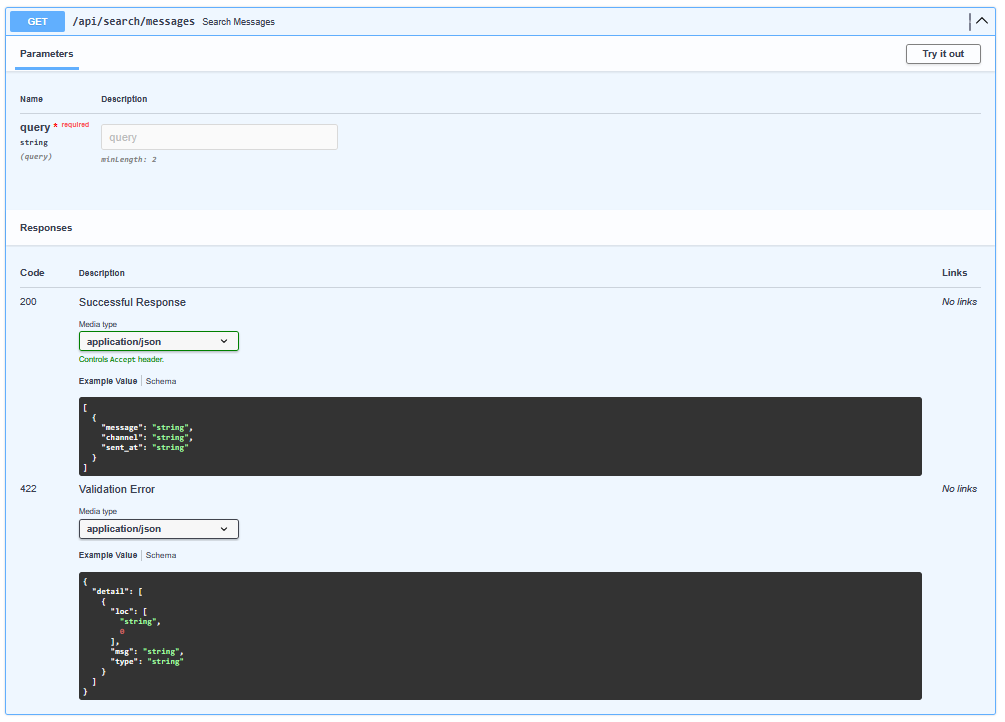 GET /api/search/messages Search Messages
Parameters
Try it out
Name Description
query * required
string
(query)
query
minLength: 2
Responses
Code Description Links
200 Successful Response No links
Media type
application/json
Controls Accept header.
Example Value Schema
[
  {
    "message": "string",
    "channel": "string",
    "sent_at": "string"
  }
]
422 Validation Error No links
Media type
application/json
Example Value Schema
{
  "detail": [
    {
      "loc": [
        "string",
        0
      ],
      "msg": "string",
      "type": "string"
    }
  ]
}